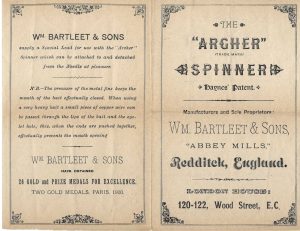 WM BARTLEET & SONS
supply a Special Lead for use with the "Archer"
Spinner which can be attached to and detached
from the Needle at pleasure.
N.B.—The pressure of the metal fins keeps the
mouth of the bait effectually closed. When using
a very heavy bait a small piece of copper wire can
be passed through the lips of the bait and the eye-
let hole, this, when the ends are pushed together,
effectually prevents the mouth opening
WM BARTLEET & SONS
HAVE OBTAINED
26 GOLD and PRIZE MEDALS FOR EXCELLENCE.
TWO GOLD MEDALS, PARIS,
THE
"ARCHER"
(TRADE MARK)
SPINNER
Haynes' Patent.
Manufacturers and Sole Proprietors:
WM. BARTLEET & SONS,
"ABBEY MILLS,"
Redditch, England.
LONDON HOUSE:
120-122, Wood Street, E.C.